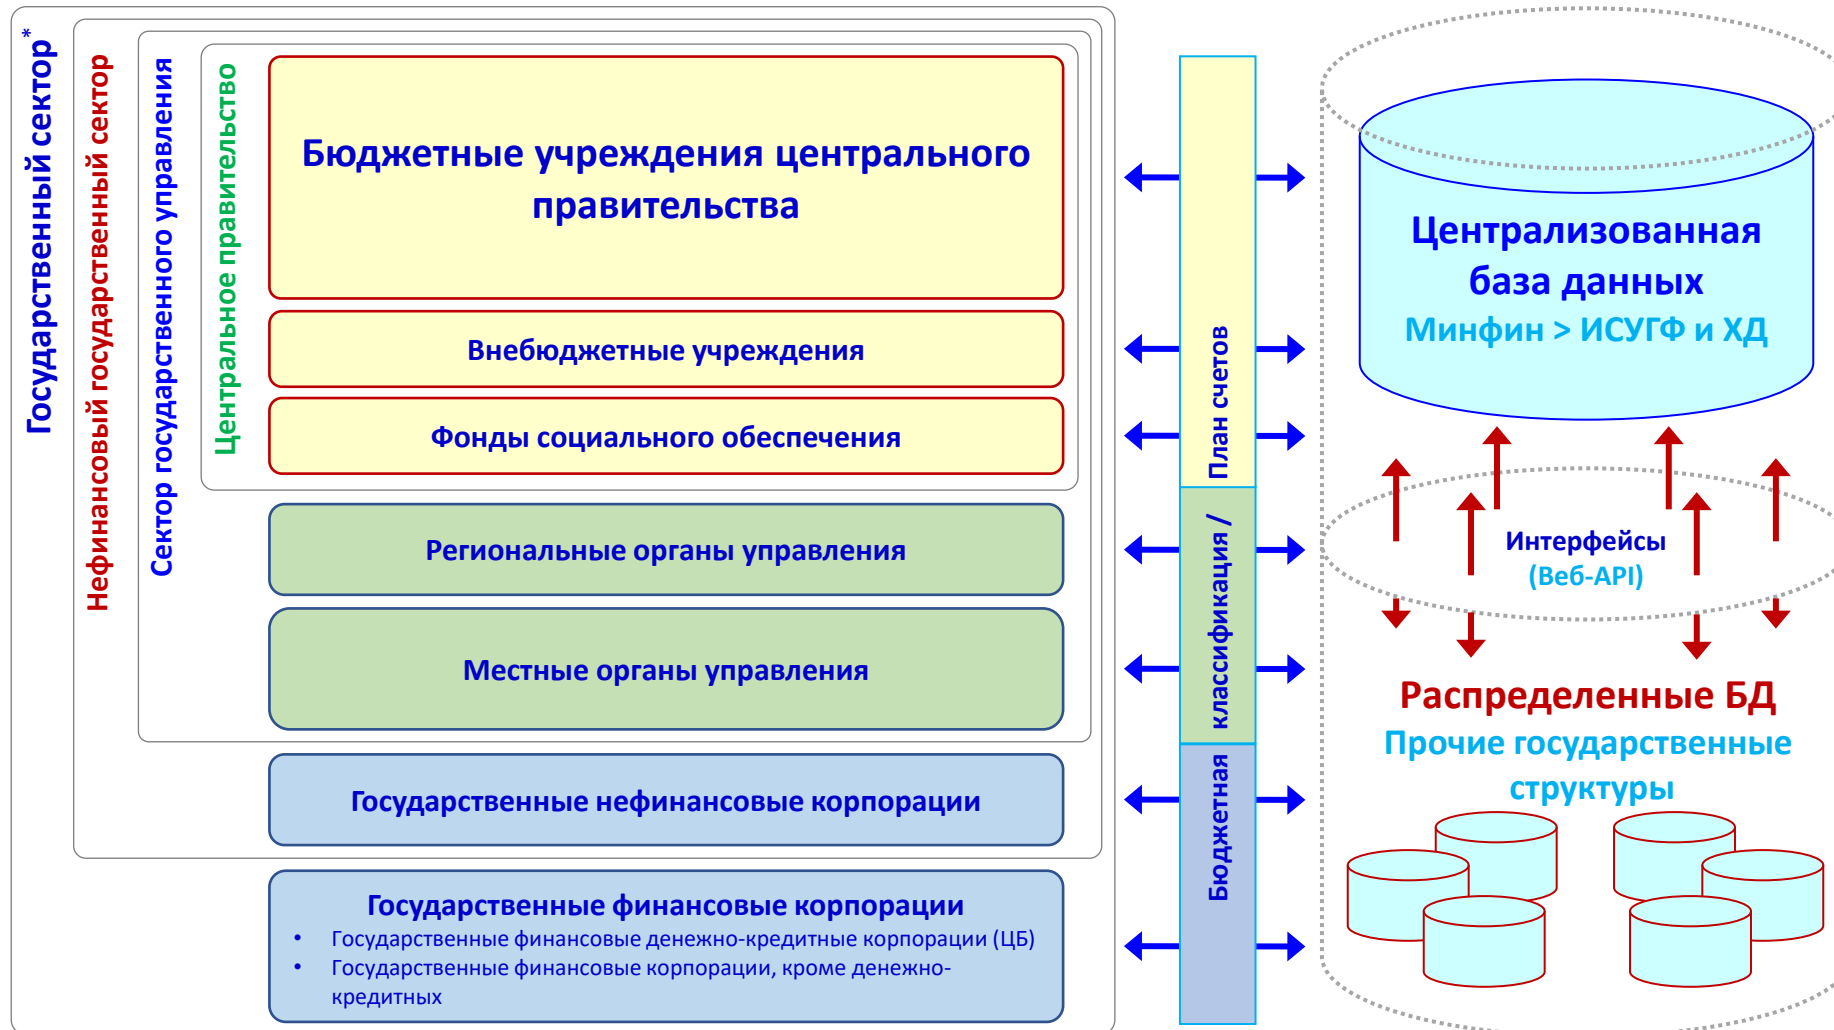 Государственный сектор*
Нефинансовый государственный сектор
Сектор государственного управления
Центральное правительство
Бюджетные учреждения центрального
правительства
Внебюджетные учреждения
Фонды социального обеспечения
Региональные органы управления
Местные органы управления
Государственные нефинансовые корпорации
Государственные финансовые корпорации
• Государственные финансовые денежно-кредитные корпорации (ЦБ)
• Государственные финансовые корпорации, кроме денежно-
кредитных
Бюджетная классификация / План счетов
Централизованная
база данных
Минфин > ИСУГФ и ХД
Интерфейсы
(Веб-API)
Распределенные БД
Прочие государственные
структуры